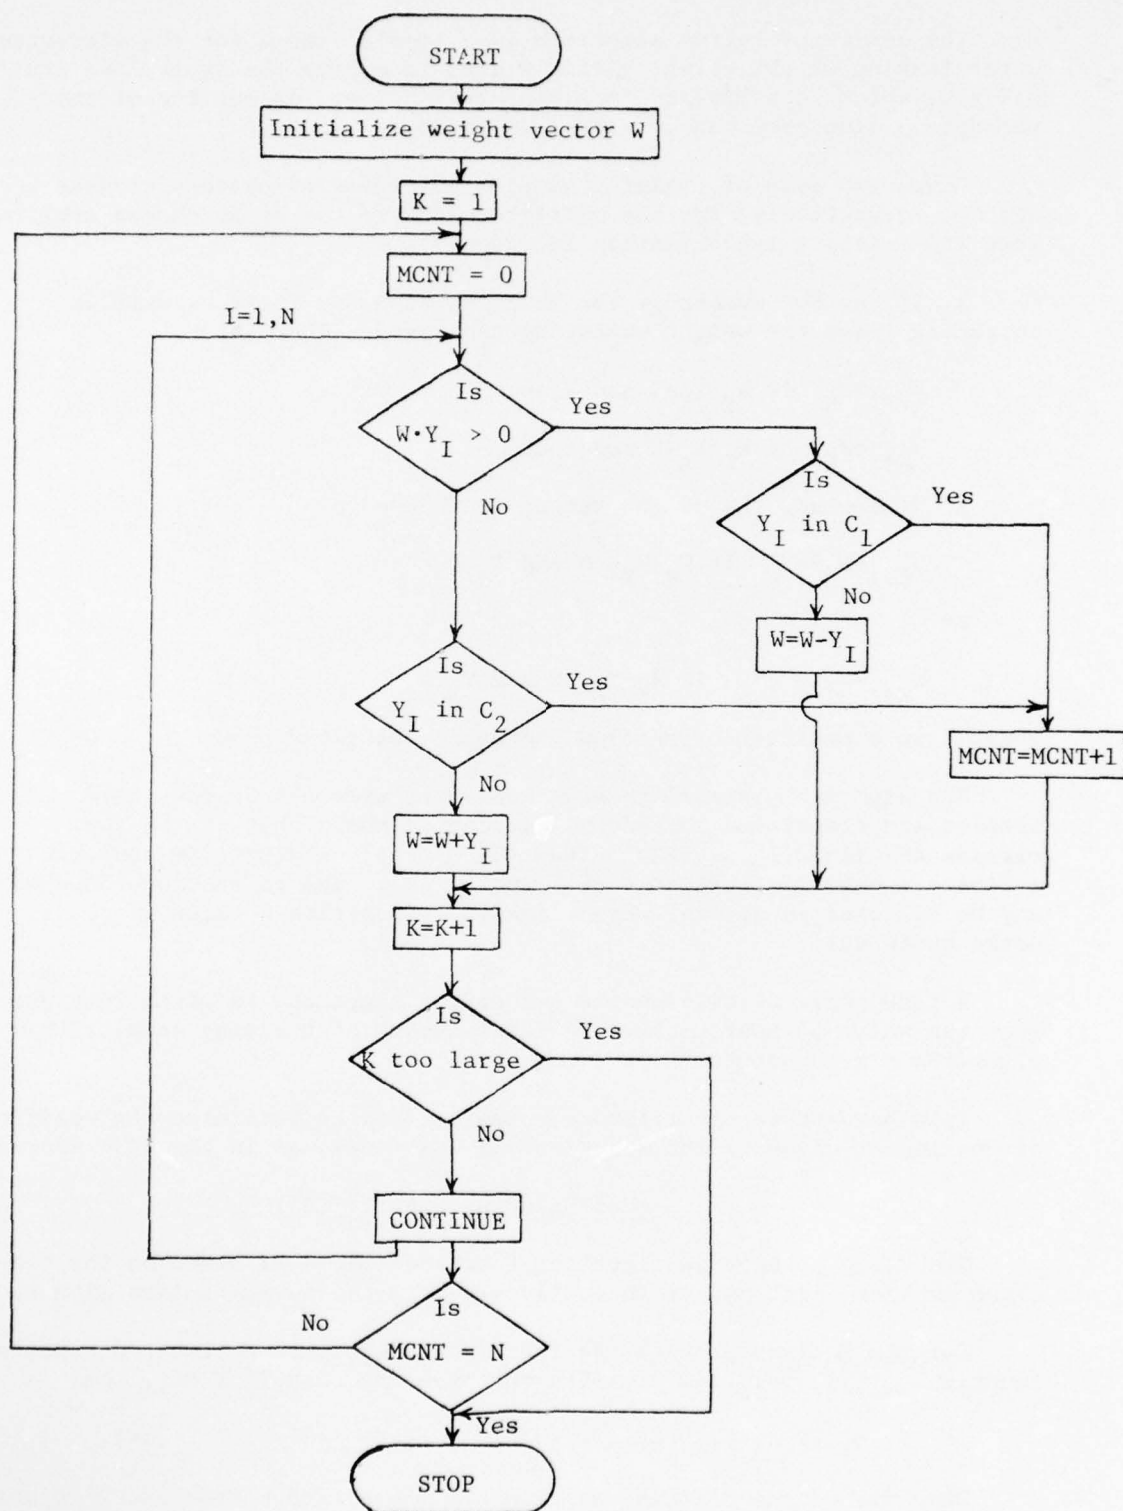 START
Initialize weight vector W
K = 1
MCNT = 0
I=1,N
Is
W·Y_I > 0
Yes
No
Is
Y_I in C_1
Yes
No
W=W-Y_I
Is
Y_I in C_2
Yes
No
MCNT=MCNT+1
W=W+Y_I
K=K+1
Is
K too large
Yes
No
CONTINUE
Is
MCNT = N
No
Yes
STOP